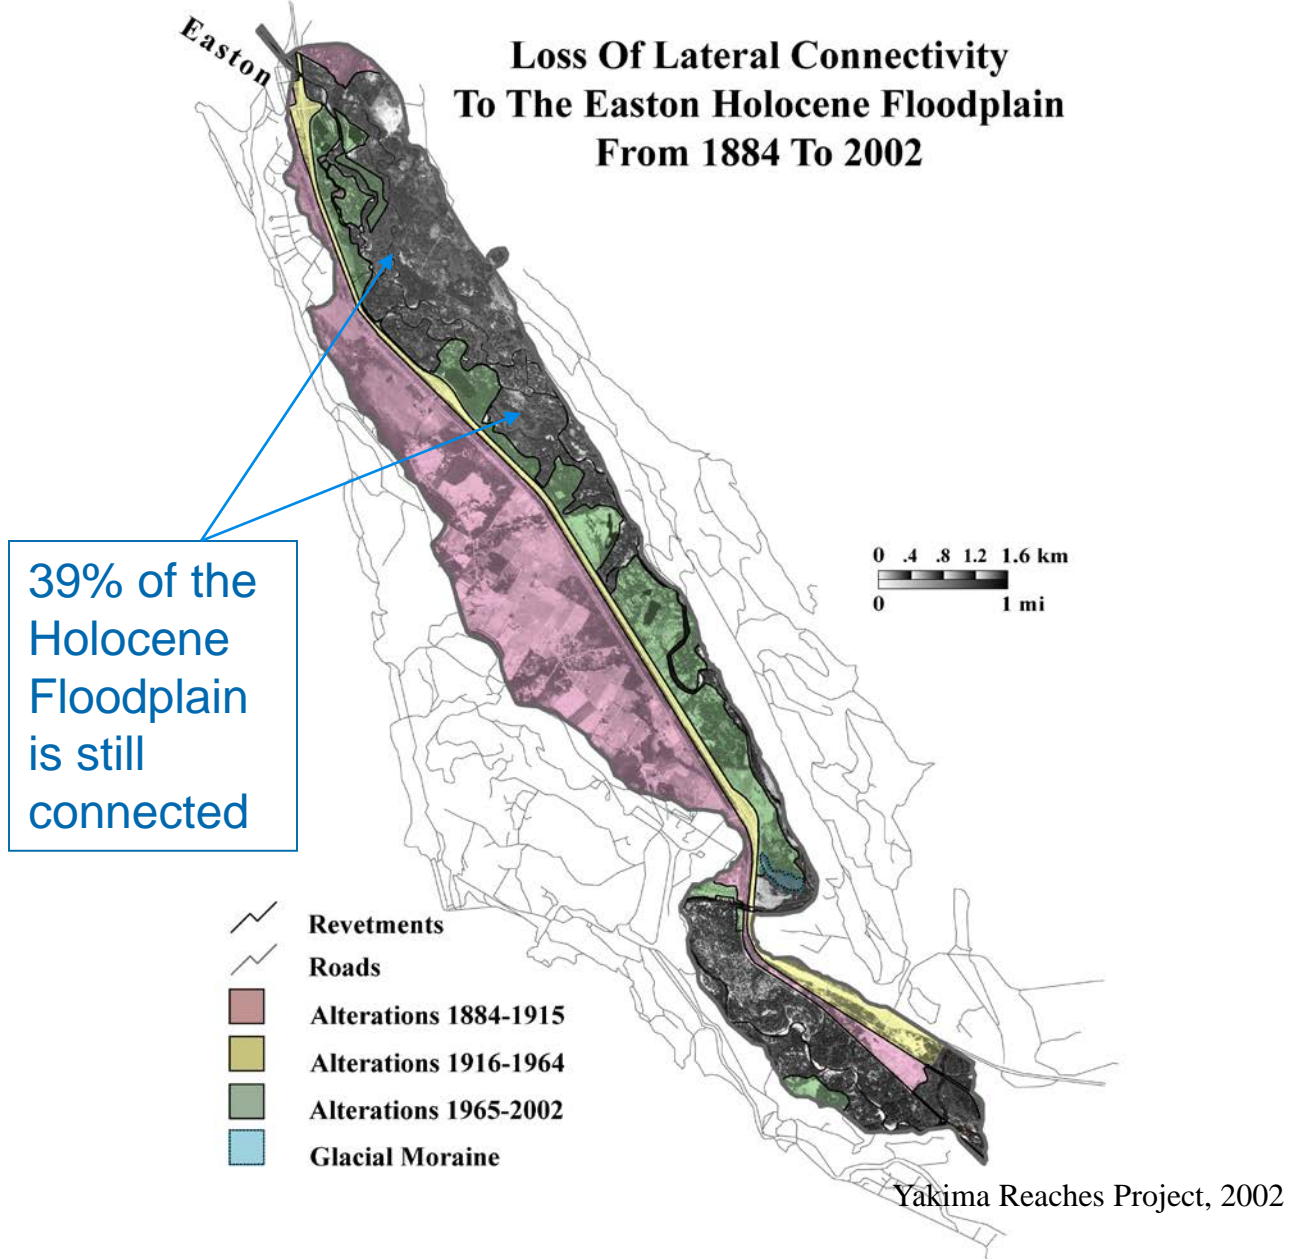 Easton
Loss Of Lateral Connectivity
To The Easton Holocene Floodplain
From 1884 To 2002
39% of the
Holocene
Floodplain
is still
connected
0 .4 .8 1.2 1.6 km
0 1 mi
Revetments
Roads
Alterations 1884-1915
Alterations 1916-1964
Alterations 1965-2002
Glacial Moraine
Yakima Reaches Project, 2002